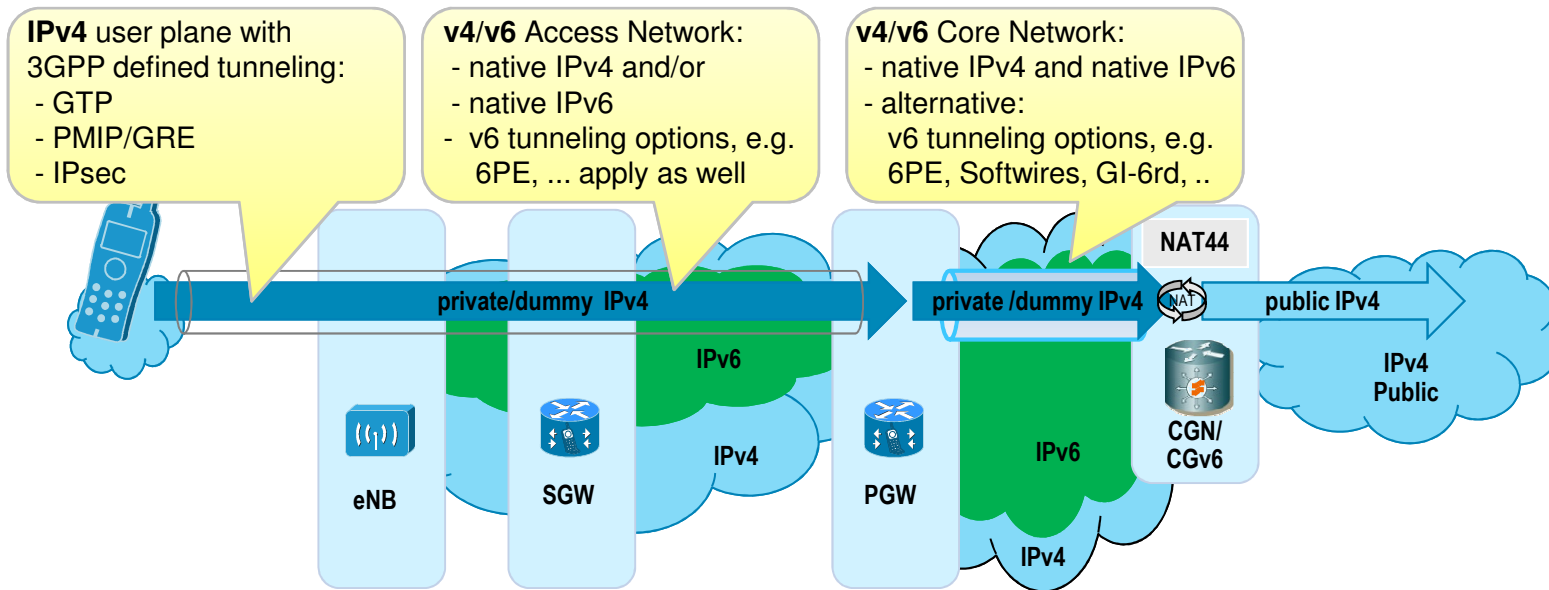 IPv4 user plane with
3GPP defined tunneling:
- GTP
- PMIP/GRE
- IPsec
v4/v6 Access Network:
- native IPv4 and/or
- native IPv6
- v6 tunneling options, e.g.
6PE, ... apply as well
v4/v6 Core Network:
- native IPv4 and native IPv6
- alternative:
v6 tunneling options, e.g.
6PE, Softwires, GI-6rd, ..
NAT44
private/dummy IPv4
private /dummy IPv4
NAT
public IPv4
IPv6
IPv4
Public
IPv4
IPv6
CGN/
CGv6
eNB
SGW
PGW
IPv4